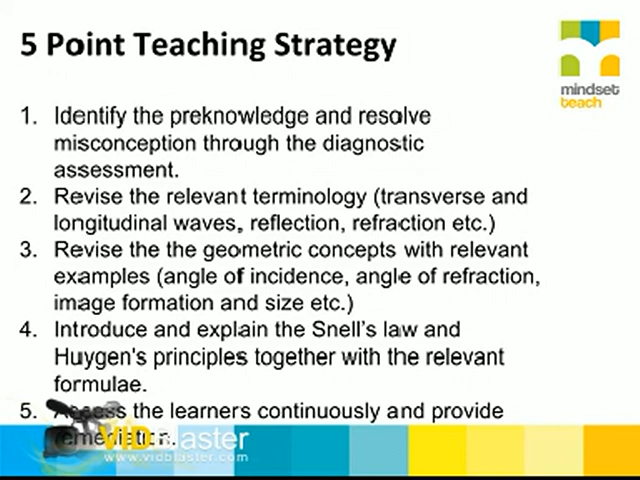 5 Point Teaching Strategy
mindset
teach
1. Identify the preknowledge and resolve
misconception through the diagnostic
assessment.
2. Revise the relevant terminology (transverse and
longitudinal waves, reflection, refraction etc.)
3. Revise the the geometric concepts with relevant
examples (angle of incidence, angle of refraction,
image formation and size etc.)
4. Introduce and explain the Snell's law and
Huygen's principles together with the relevant
formulae.
5. the learners continuously and provide
remediation.
VIDBlaster
www.vidblaster.com